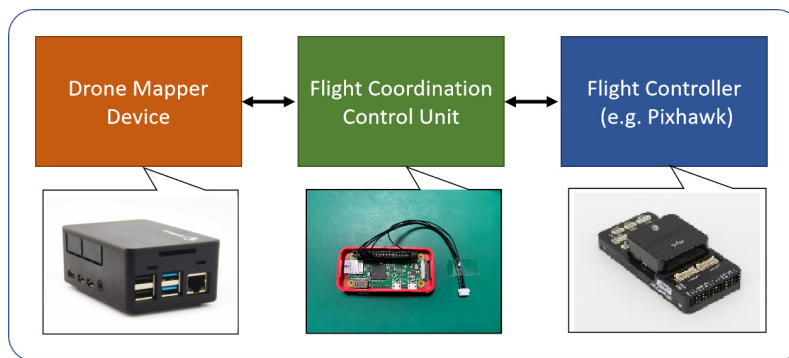 Drone Mapper
Device
Flight Coordination
Control Unit
Flight Controller
(e.g. Pixhawk)